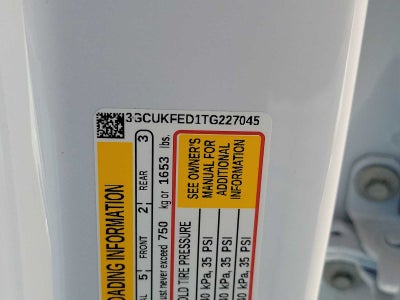 3GCUKFED1TG227045
LOADING INFORMATION
5 FRONT 2 REAR 3
must never exceed 750 kg or 1653 lbs.
COLD TIRE PRESSURE
SEE OWNER'S
MANUAL FOR
ADDITIONAL
INFORMATION
kPa, 35 PSI
kPa, 35 PSI
kPa, 35 PSI